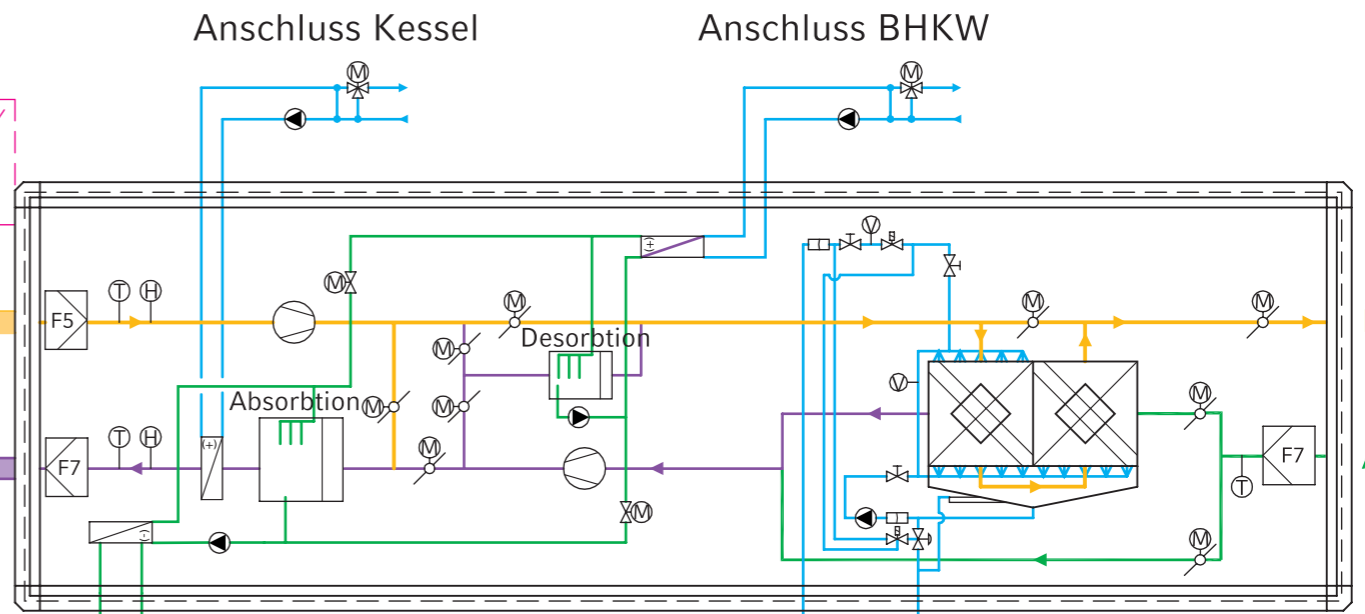 Anschluss Kessel
Anschluss BHKW
M
M
V
F5
T
H
M
M
M
M
M
Desorbtion
Absorbtion
M
M
V
M
F7
T
H
(+)
(+)
M
F7
T
M
(-)
M